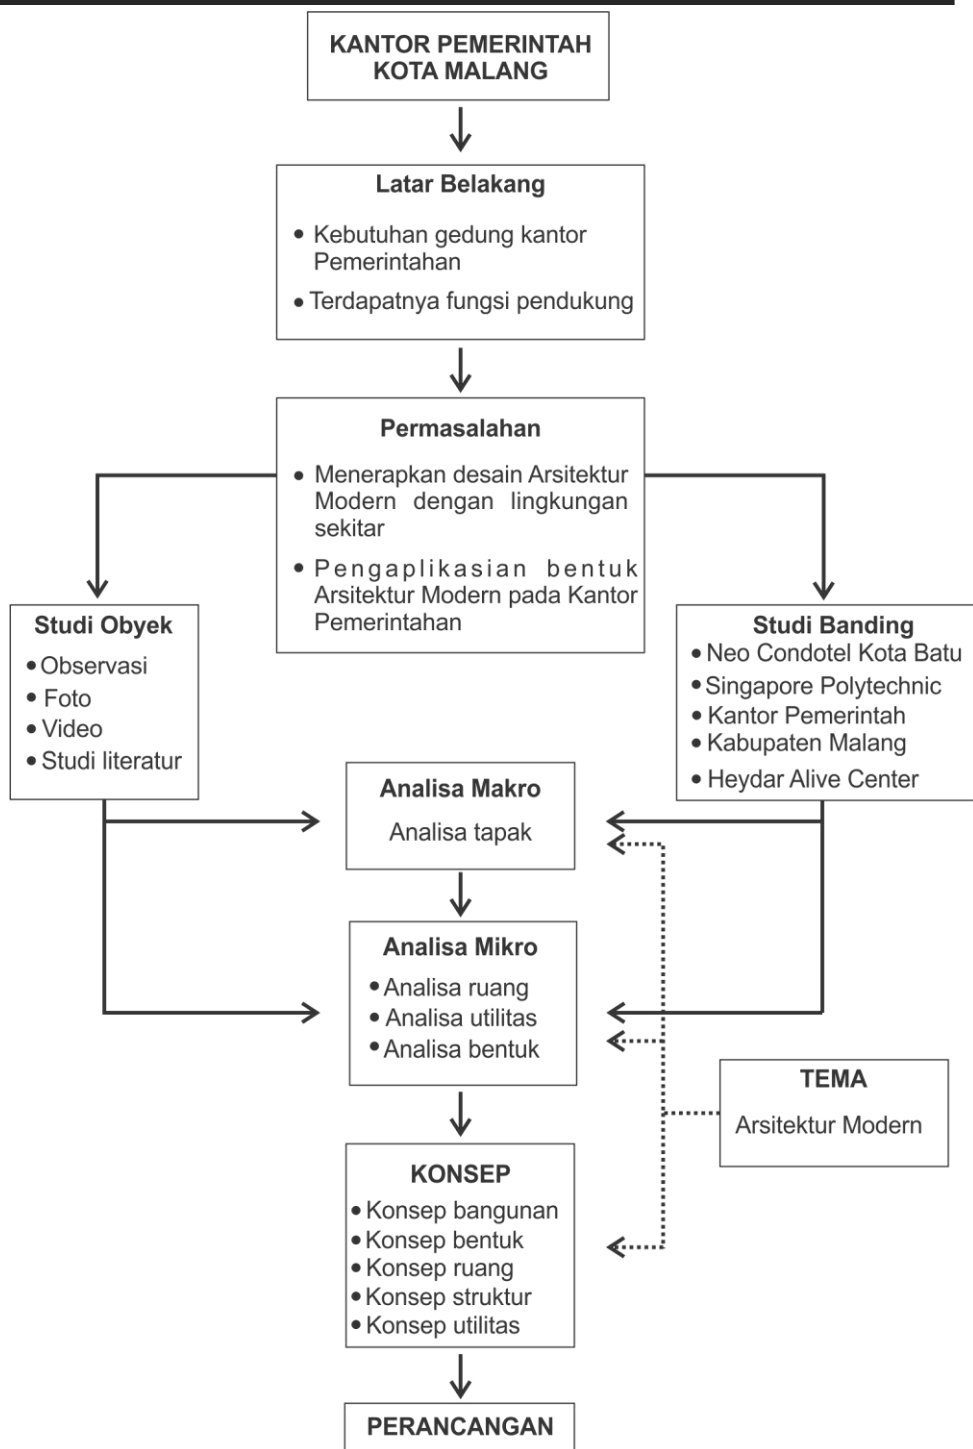 KANTOR PEMERINTAH
KOTA MALANG
Latar Belakang
• Kebutuhan gedung kantor
Pemerintahan
• Terdapatnya fungsi pendukung
Permasalahan
• Menerapkan desain Arsitektur
Modern dengan lingkungan
sekitar
• Pengaplikasian bentuk
Arsitektur Modern pada Kantor
Pemerintahan
Studi Obyek
• Observasi
• Foto
• Video
• Studi literatur
Studi Banding
• Neo Condotel Kota Batu
• Singapore Polytechnic
• Kantor Pemerintah
• Kabupaten Malang
• Heydar Alive Center
Analisa Makro
Analisa tapak
Analisa Mikro
• Analisa ruang
• Analisa utilitas
• Analisa bentuk
TEMA
Arsitektur Modern
KONSEP
• Konsep bangunan
• Konsep bentuk
• Konsep ruang
• Konsep struktur
• Konsep utilitas
PERANCANGAN